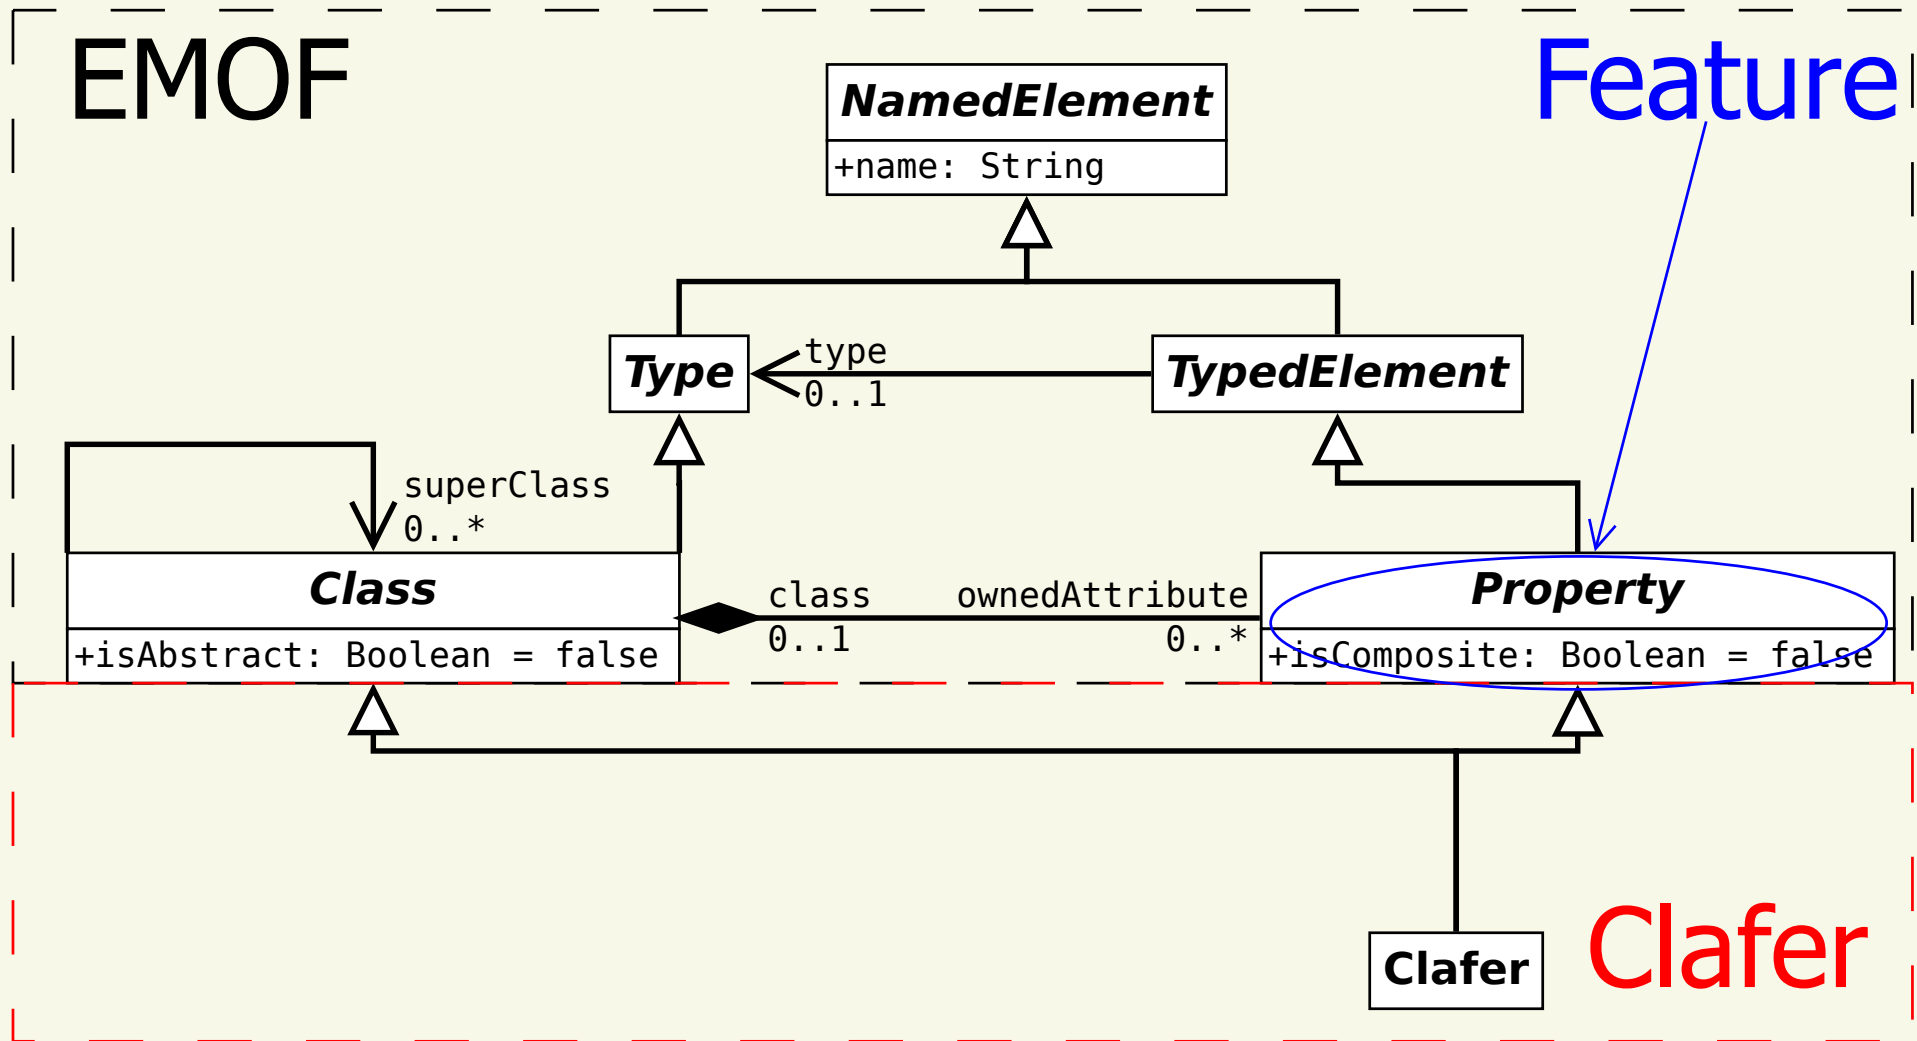 EMOF
Feature
NamedElement
+name: String
Type
type
0..1
TypedElement
superClass
0..*
Class
+isAbstract: Boolean = false
class
0..1
ownedAttribute
0..*
Property
+isComposite: Boolean = false
Clafer
Clafer